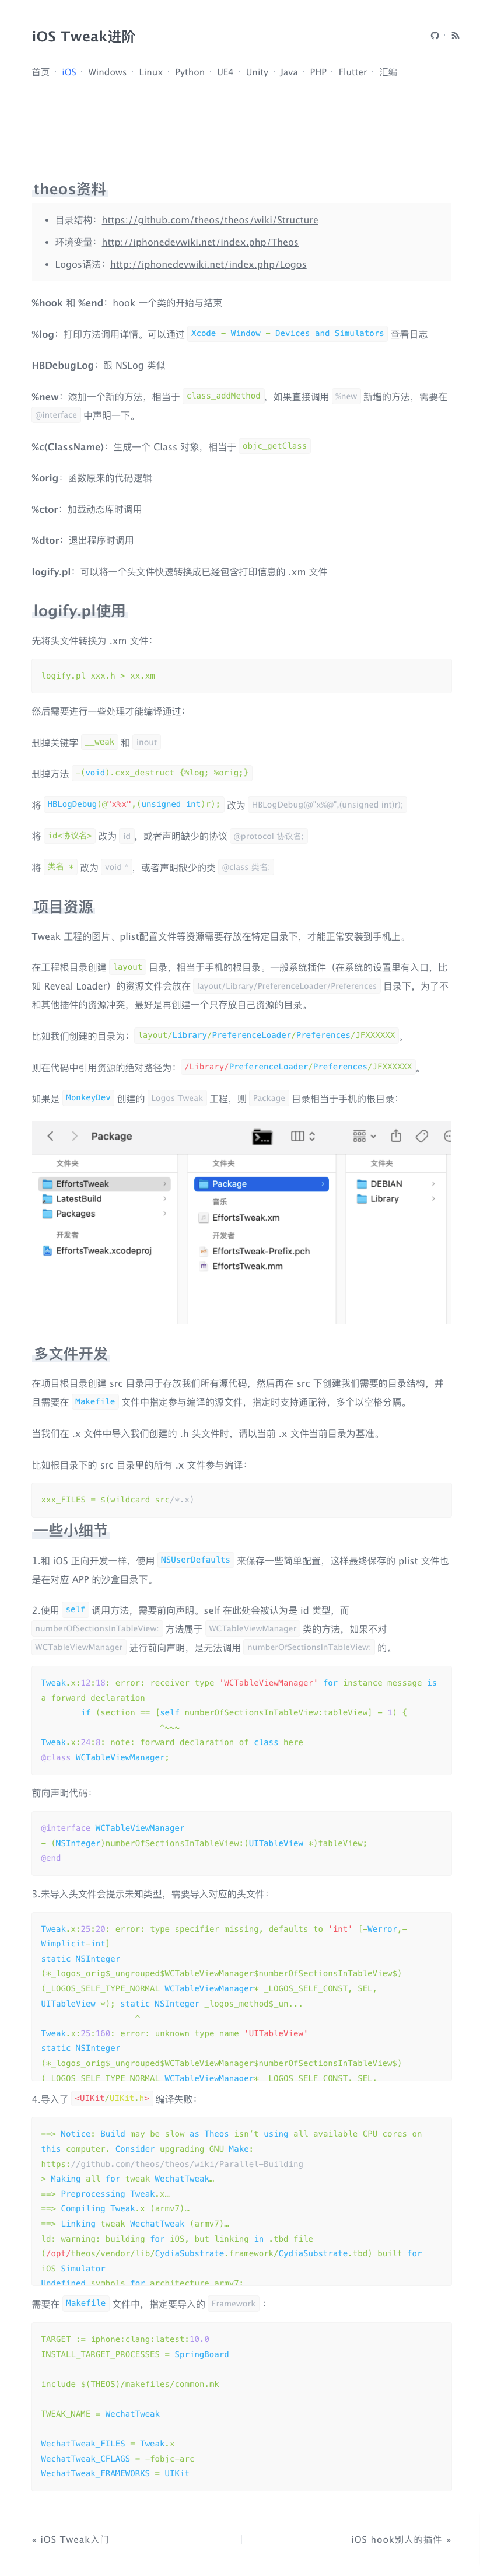 iOS Tweak进阶
首页 · iOS · Windows · Linux · Python · UE4 · Unity · Java · PHP · Flutter · 汇编
theos资料
• 目录结构：https://github.com/theos/theos/wiki/Structure
• 环境变量：http://iphonedevwiki.net/index.php/Theos
• Logos语法：http://iphonedevwiki.net/index.php/Logos
%hook 和 %end：hook 一个类的开始与结束
%log：打印方法调用详情。可以通过 Xcode - Window - Devices and Simulators 查看日志
HBDebugLog：跟 NSLog 类似
%new：添加一个新的方法，相当于 class_addMethod，如果直接调用 %new 新增的方法，需要在
@interface 中声明一下。
%c(ClassName)：生成一个 Class 对象，相当于 objc_getClass
%orig：函数原来的代码逻辑
%ctor：加载动态库时调用
%dtor：退出程序时调用
logify.pl：可以将一个头文件快速转换成已经包含打印信息的 .xm 文件
logify.pl使用
先将头文件转换为 .xm 文件：
logify.pl xxx.h > xx.xm
然后需要进行一些处理才能编译通过：
删掉关键字 __weak 和 inout
删掉方法 -(void).cxx_destruct {%log; %orig;}
将 HBLogDebug(@"x%x",(unsigned int)r); 改为 HBLogDebug(@"x%@",(unsigned int)r);
将 id<协议名> 改为 id，或者声明缺少的协议 @protocol 协议名;
将 类名 * 改为 void *，或者声明缺少的类 @class 类名;
项目资源
Tweak 工程的图片、plist配置文件等资源需要存放在特定目录下，才能正常安装到手机上。
在工程根目录创建 layout 目录，相当于手机的根目录。一般系统插件（在系统的设置里有入口，比
如 Reveal Loader）的资源文件会放在 layout/Library/PreferenceLoader/Preferences 目录下，为了不
和其他插件的资源冲突，最好是再创建一个只存放自己资源的目录。
比如我们创建的目录为：layout/Library/PreferenceLoader/Preferences/JFXXXXXX。
则在代码中引用资源的绝对路径为：/Library/PreferenceLoader/Preferences/JFXXXXXX。
如果是 MonkeyDev 创建的 Logos Tweak 工程，则 Package 目录相当于手机的根目录：
Package
文件夹
EffortsTweak
LatestBuild
Packages
开发者
EffortsTweak.xcodeproj
文件夹
Package
音乐
EffortsTweak.xm
开发者
EffortsTweak-Prefix.pch
EffortsTweak.mm
文件夹
DEBIAN
Library
多文件开发
在项目根目录创建 src 目录用于存放我们所有源代码，然后再在 src 下创建我们需要的目录结构，并
且需要在 Makefile 文件中指定参与编译的源文件，指定时支持通配符，多个以空格分隔。
当我们在 .x 文件中导入我们创建的 .h 头文件时，请以当前 .x 文件当前目录为基准。
比如根目录下的 src 目录里的所有 .x 文件参与编译：
xxx_FILES = $(wildcard src/*.x)
一些小细节
1.和 iOS 正向开发一样，使用 NSUserDefaults 来保存一些简单配置，这样最终保存的 plist 文件也
是在对应 APP 的沙盒目录下。
2.使用 self 调用方法，需要前向声明。self 在此处会被认为是 id 类型，而
numberOfSectionsInTableView: 方法属于 WCTableViewManager 类的方法，如果不对
WCTableViewManager 进行前向声明，是无法调用 numberOfSectionsInTableView: 的。
Tweak.x:12:18: error: receiver type 'WCTableViewManager' for instance message is
a forward declaration
if (section == [self numberOfSectionsInTableView:tableView] - 1) {
^~~~
Tweak.x:24:8: note: forward declaration of class here
@class WCTableViewManager;
前向声明代码：
@interface WCTableViewManager
- (NSInteger)numberOfSectionsInTableView:(UITableView *)tableView;
@end
3.未导入头文件会提示未知类型，需要导入对应的头文件：
Tweak.x:25:20: error: type specifier missing, defaults to 'int' [-Werror,-
Wimplicit-int]
static NSInteger
(*_logos_orig$_ungrouped$WCTableViewManager$numberOfSectionsInTableView$)
(_LOGOS_SELF_TYPE_NORMAL WCTableViewManager* _LOGOS_SELF_CONST, SEL,
UITableView *); static NSInteger _logos_method$_un...
^
Tweak.x:25:160: error: unknown type name 'UITableView'
static NSInteger
(*_logos_orig$_ungrouped$WCTableViewManager$numberOfSectionsInTableView$)
(_LOGOS_SELF_TYPE_NORMAL WCTableViewManager* _LOGOS_SELF_CONST, SEL,
4.导入了 <UIKit/UIKit.h> 编译失败：
==> Notice: Build may be slow as Theos isn't using all available CPU cores on
this computer. Consider upgrading GNU Make:
https://github.com/theos/theos/wiki/Parallel-Building
> Making all for tweak WechatTweak…
==> Preprocessing Tweak.x…
==> Compiling Tweak.x (armv7)…
==> Linking tweak WechatTweak (armv7)…
ld: warning: building for iOS, but linking in .tbd file
(/opt/theos/vendor/lib/CydiaSubstrate.framework/CydiaSubstrate.tbd) built for
iOS Simulator
Undefined symbols for architecture armv7:
需要在 Makefile 文件中，指定要导入的 Framework ：
TARGET := iphone:clang:latest:10.0
INSTALL_TARGET_PROCESSES = SpringBoard
include $(THEOS)/makefiles/common.mk
TWEAK_NAME = WechatTweak
WechatTweak_FILES = Tweak.x
WechatTweak_CFLAGS = -fobjc-arc
WechatTweak_FRAMEWORKS = UIKit
« iOS Tweak入门
iOS hook别人的插件 »